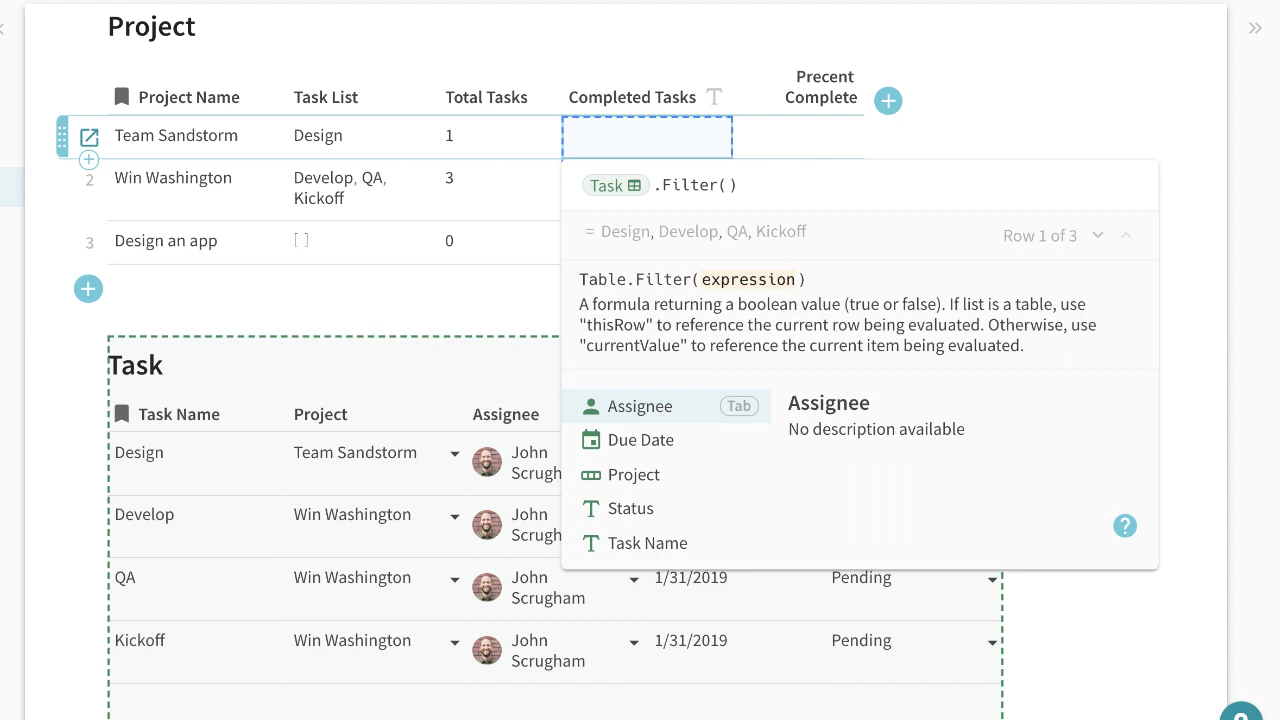 Project
Project Name Task List Total Tasks Completed Tasks Precent Complete
Team Sandstorm Design 1
2 Win Washington Develop, QA, Kickoff 3
3 Design an app [ ] 0
Task .Filter()
= Design, Develop, QA, Kickoff Row 1 of 3
Table.Filter(expression)
A formula returning a boolean value (true or false). If list is a table, use
"thisRow" to reference the current row being evaluated. Otherwise, use
"currentValue" to reference the current item being evaluated.
Assignee Tab
Due Date
Project
Status
Task Name
Assignee
No description available
Task
Task Name Project Assignee
Design Team Sandstorm John
Develop Win Washington John
QA Win Washington John Scrugham 1/31/2019 Pending
Kickoff Win Washington John Scrugham 1/31/2019 Pending